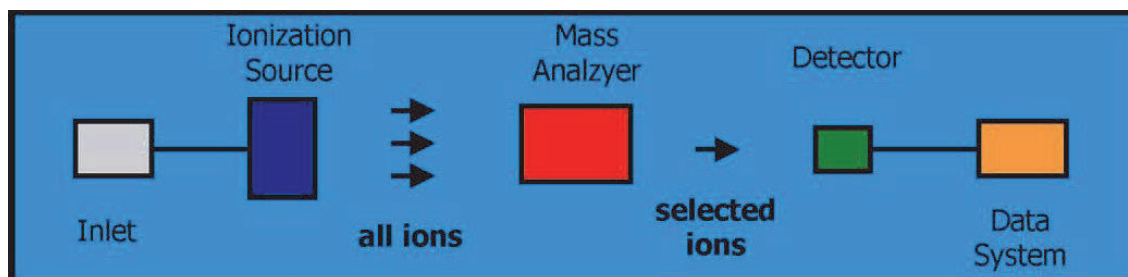 Ionization
Source
Mass
Analzyer
Detector
Inlet
all ions
selected
ions
Data
System